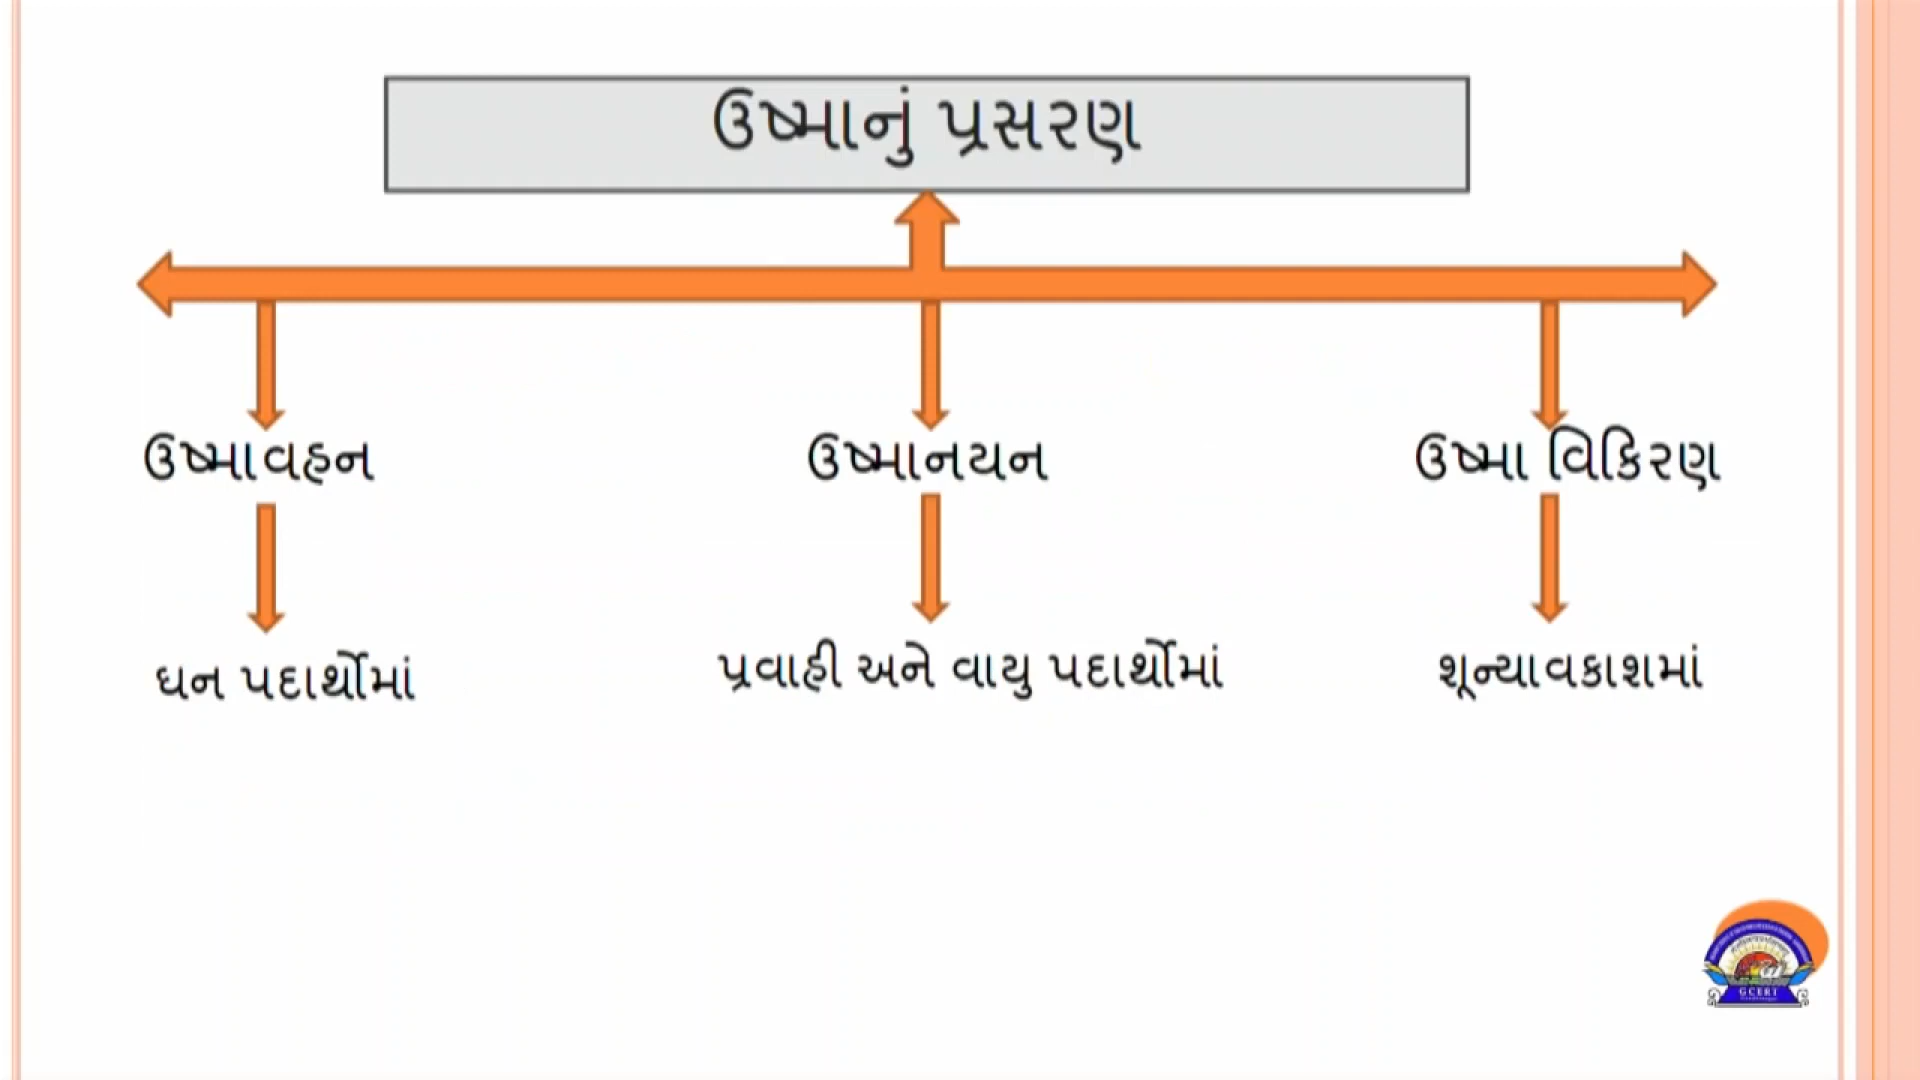 ઉષ્માનું પ્રસરણ
ઉષ્માવહન
ઉષ્માનયન
ઉષ્મા વિકિરણ
ઘન પદાર્થોમાં
પ્રવાહી અને વાયુ પદાર્થોમાં
શૂન્યાવકાશમાં
GCERT